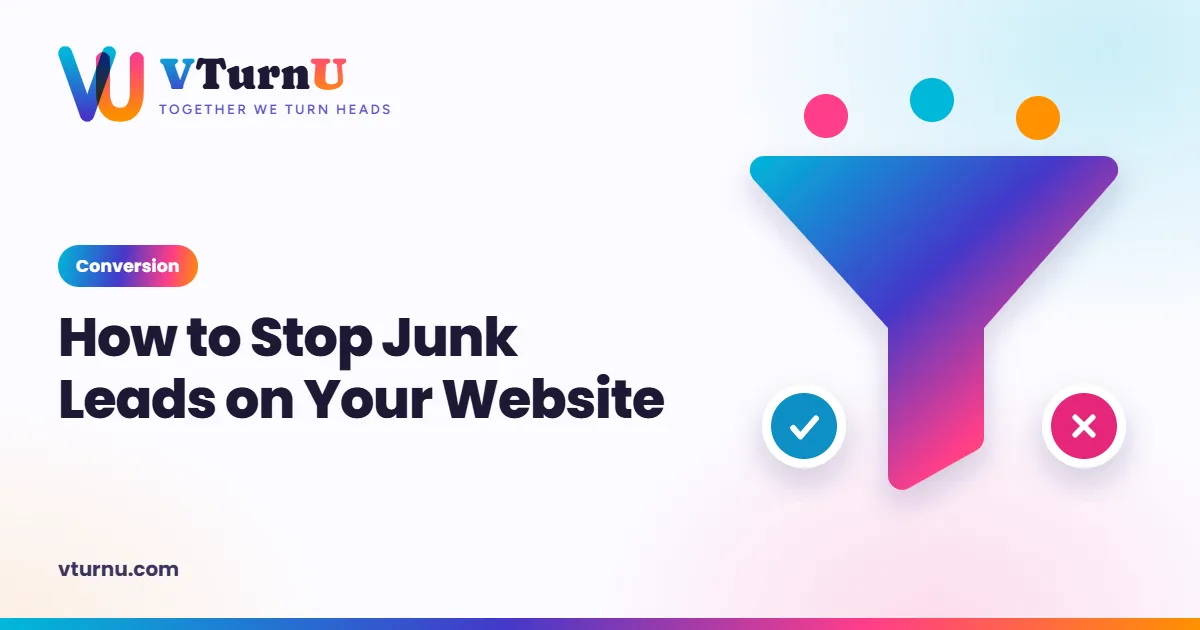 VTurnU
TOGETHER WE TURN HEADS
Conversion
How to Stop Junk
Leads on Your Website
vturnu.com